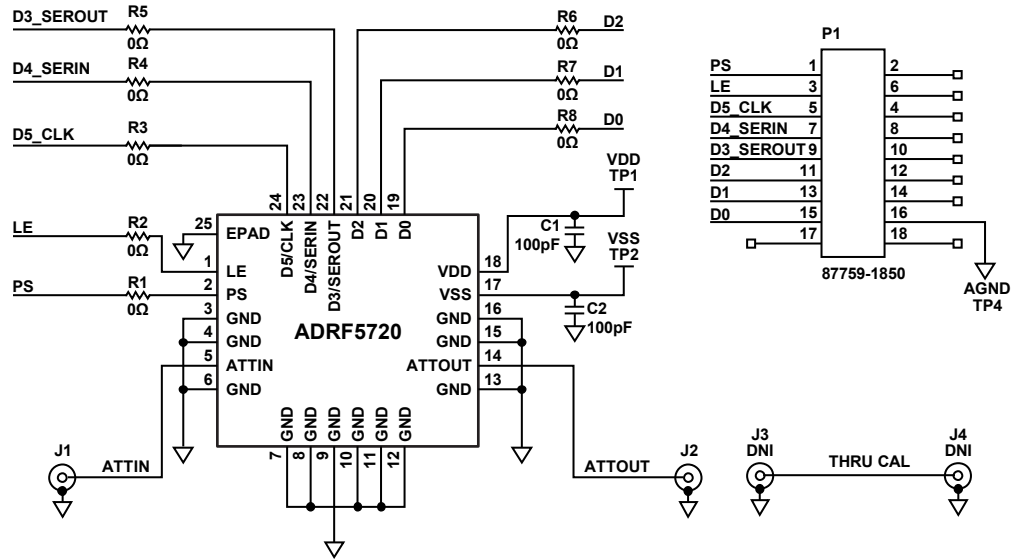 D3_SEROUT R5 0Ω
D4_SERIN R4 0Ω
D5_CLK R3 0Ω
LE R2 0Ω
PS R1 0Ω
R6 0Ω D2
R7 0Ω D1
R8 0Ω D0
VDD
TP1
C1
100pF
VSS
TP2
C2
100pF
24 23 22 21 20 19
D5/CLK D4/SERIN D3/SEROUT D2 D1 D0
25 EPAD
1 LE
2 PS
3 GND
4 GND
5 ATTIN
6 GND
ADRF5720
VDD 18
VSS 17
GND 16
GND 15
ATTOUT 14
GND 13
GND GND GND GND GND GND
7 8 9 10 11 12
J1
ATTIN
ATTOUT
J2
P1
PS 1 2
LE 3 6
D5_CLK 5 4
D4_SERIN 7 8
D3_SEROUT 9 10
D2 11 12
D1 13 14
D0 15 16
17 18
87759-1850
AGND
TP4
J3
DNI
THRU CAL
J4
DNI